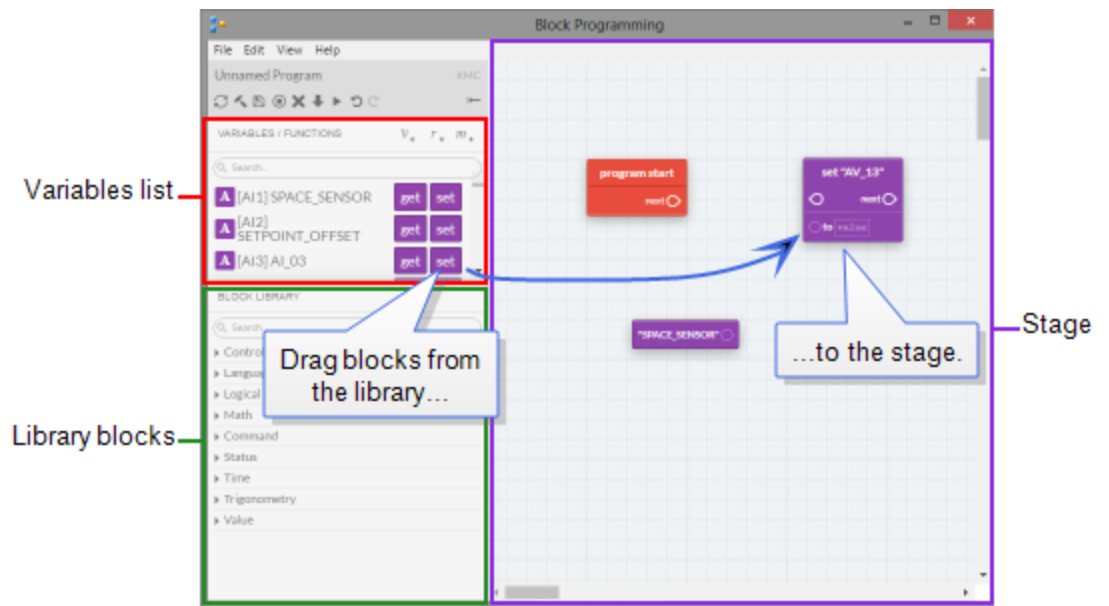 Block Programming
File Edit View Help
Unnamed Program KMC
VARIABLES / FUNCTIONS V+ r+ m+
Search...
Variables list
A [AI1] SPACE_SENSOR get set
A [AI2] SETPOINT_OFFSET get set
A [AI3] AI_03 get set
program start
next
set "AV_13"
next
to value
"SPACE_SENSOR"
BLOCK LIBRARY
Search
Drag blocks from
the library...
...to the stage.
Stage
Control
Langua
Logical
Math
Library blocks
Command
Status
Time
Trigonometry
Value